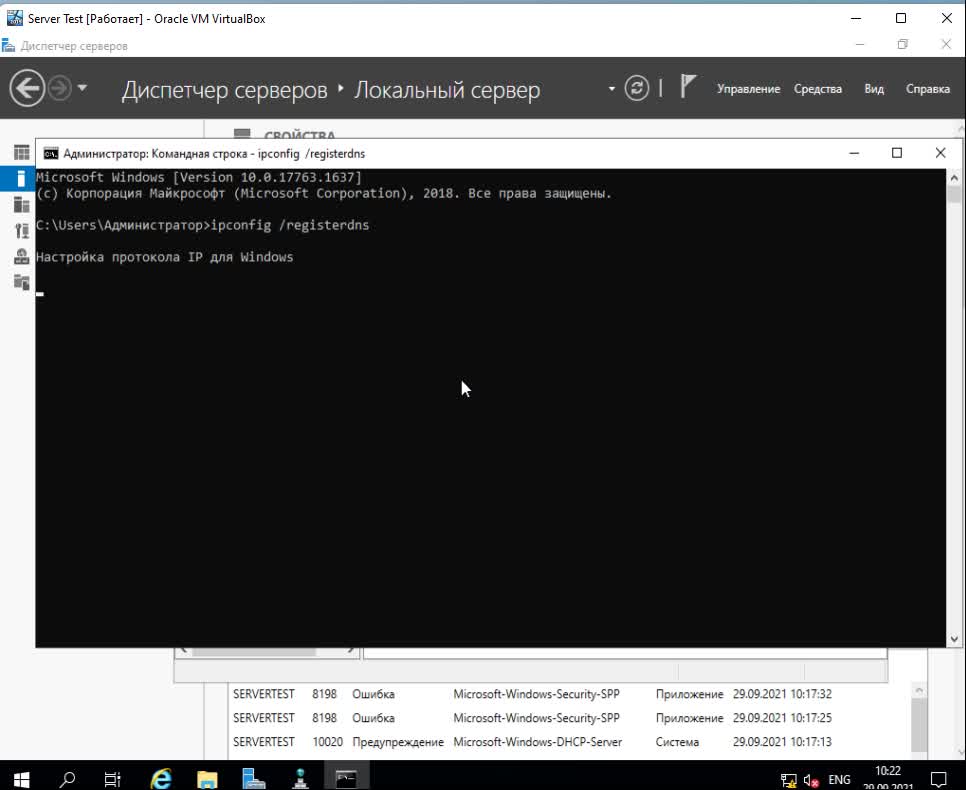 Server Test [Работает] - Oracle VM VirtualBox
Диспетчер серверов
Диспетчер серверов ‣ Локальный сервер
Управление Средства Вид Справка
СВОЙСТВА
Администратор: Командная строка - ipconfig /registerdns
Microsoft Windows [Version 10.0.17763.1637]
(c) Корпорация Майкрософт (Microsoft Corporation), 2018. Все права защищены.
C:\Users\Администратор>ipconfig /registerdns
Настройка протокола IP для Windows
SERVERTEST 8198 Ошибка Microsoft-Windows-Security-SPP Приложение 29.09.2021 10:17:32
SERVERTEST 8198 Ошибка Microsoft-Windows-Security-SPP Приложение 29.09.2021 10:17:25
SERVERTEST 10020 Предупреждение Microsoft-Windows-DHCP-Server Система 29.09.2021 10:17:13
ENG
10:22
29.09.2021